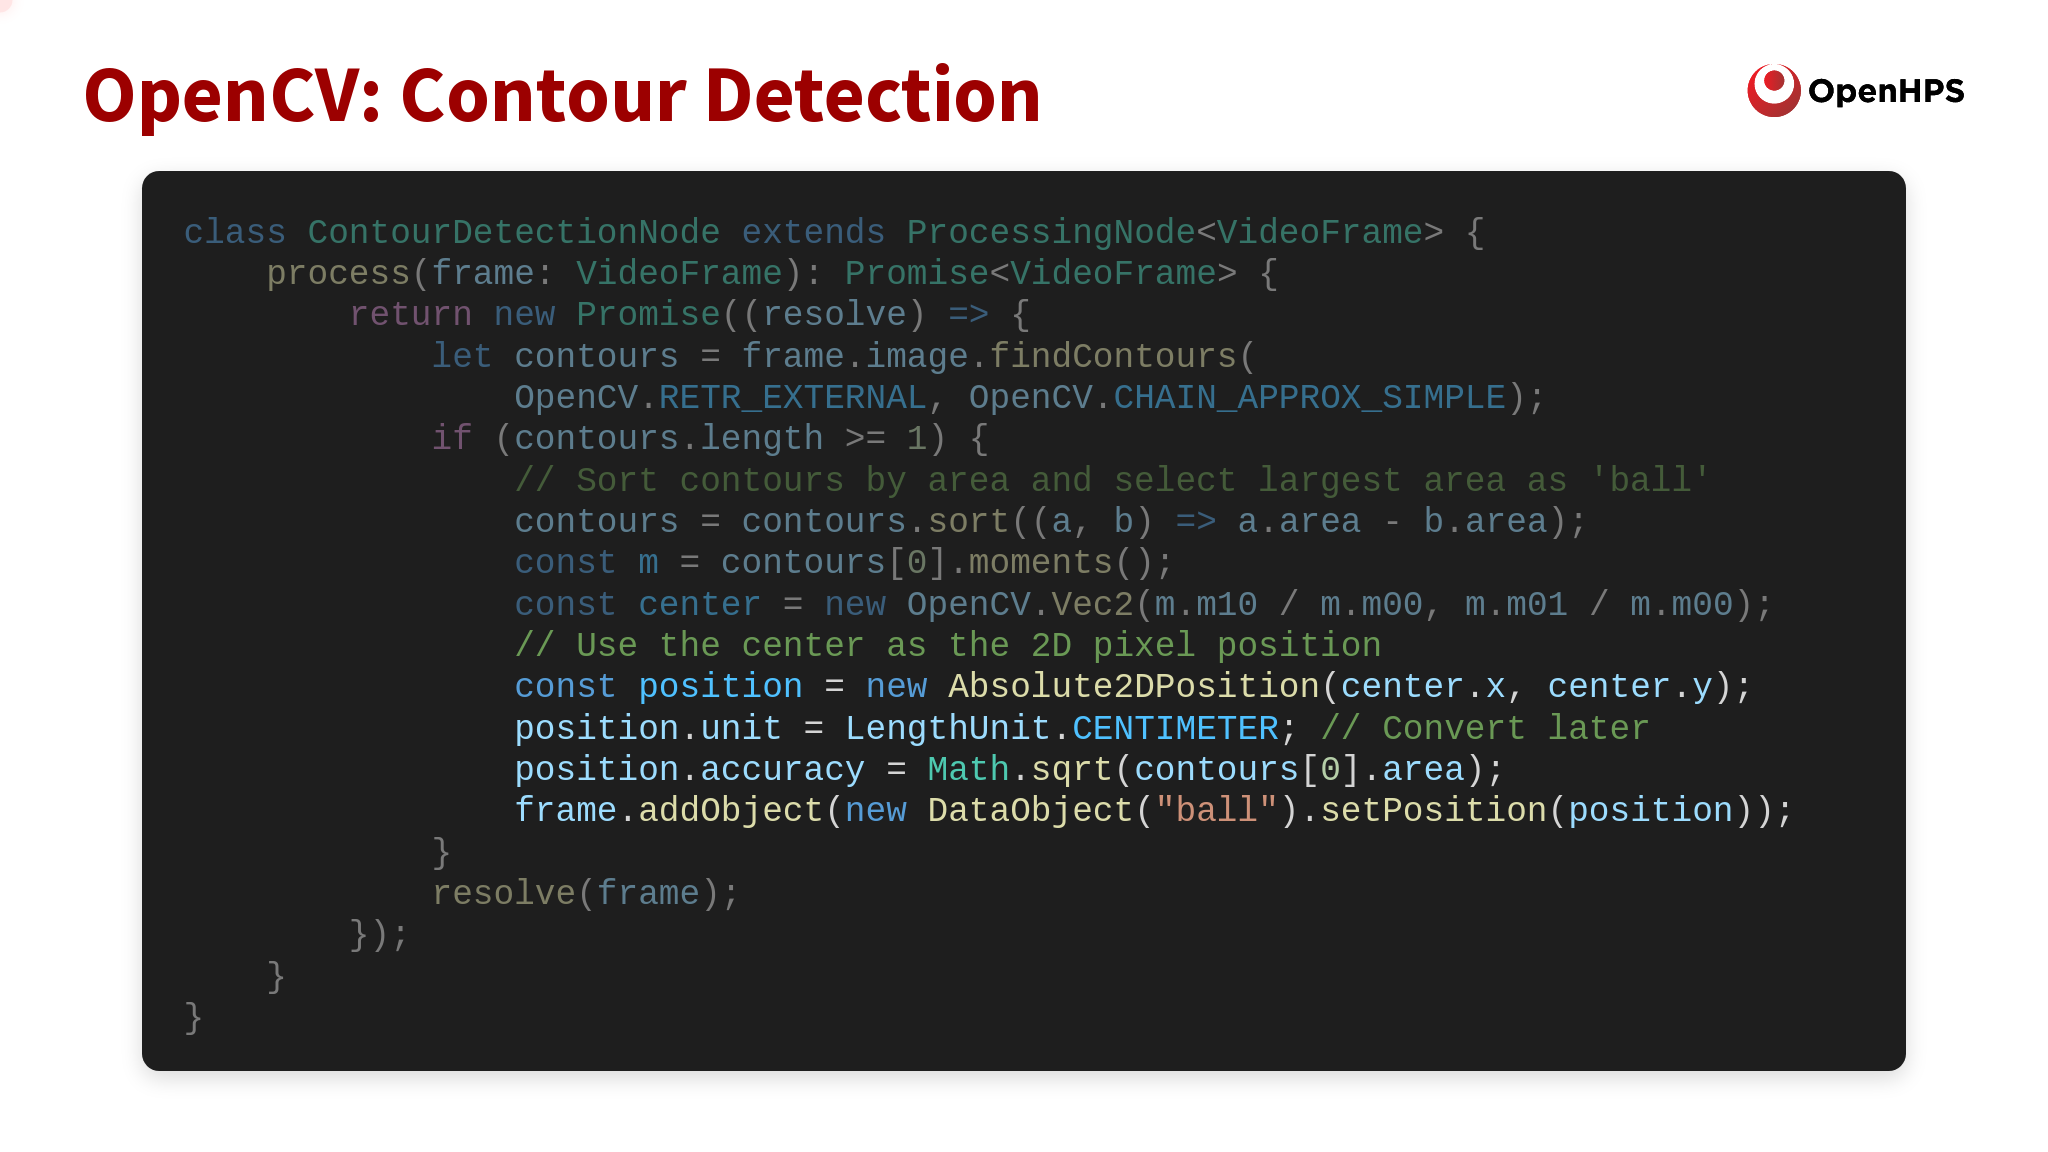 OpenCV: Contour Detection
OpenHPS
class ContourDetectionNode extends ProcessingNode<VideoFrame> {
    process(frame: VideoFrame): Promise<VideoFrame> {
        return new Promise((resolve) => {
            let contours = frame.image.findContours(
                OpenCV.RETR_EXTERNAL, OpenCV.CHAIN_APPROX_SIMPLE);
            if (contours.length >= 1) {
                // Sort contours by area and select largest area as 'ball'
                contours = contours.sort((a, b) => a.area - b.area);
                const m = contours[0].moments();
                const center = new OpenCV.Vec2(m.m10 / m.m00, m.m01 / m.m00);
                // Use the center as the 2D pixel position
                const position = new Absolute2DPosition(center.x, center.y);
                position.unit = LengthUnit.CENTIMETER; // Convert later
                position.accuracy = Math.sqrt(contours[0].area);
                frame.addObject(new DataObject("ball").setPosition(position));
            }
            resolve(frame);
        });
    }
}